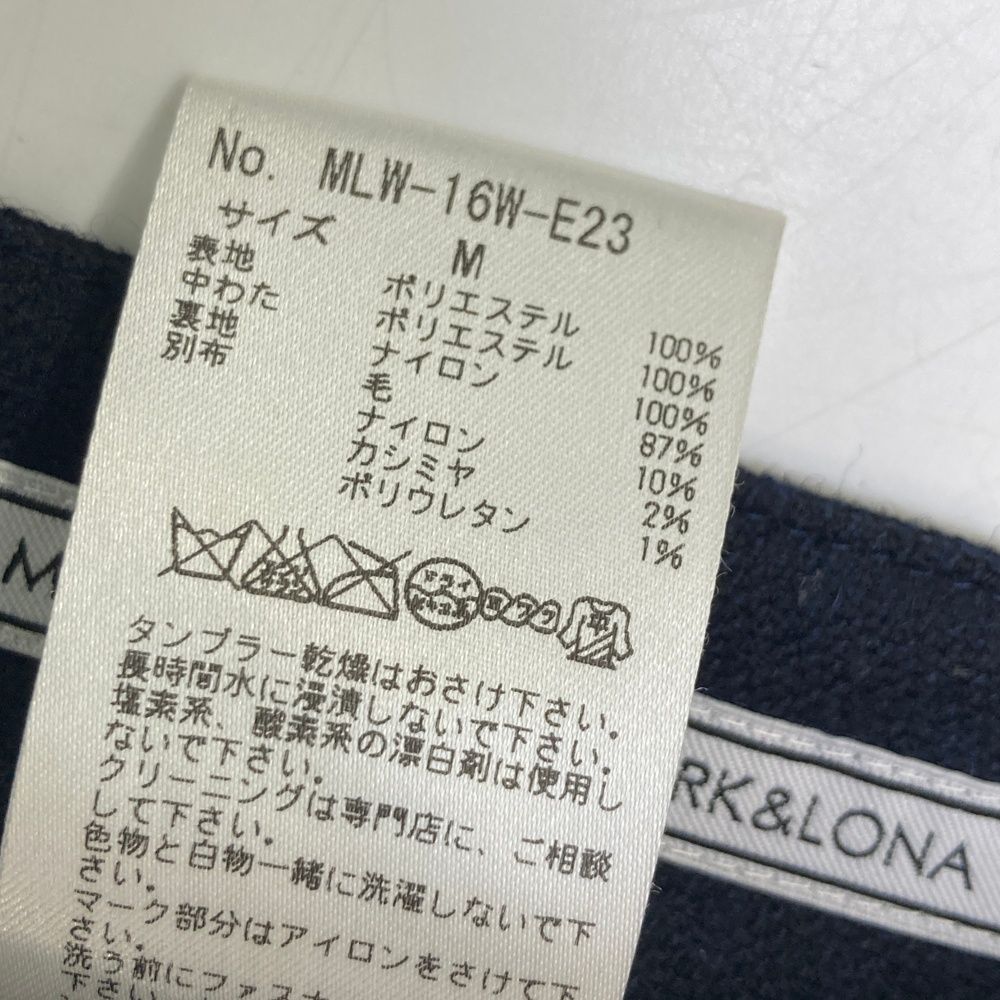 No. MLW-16W-E23
サイズ M
表地 ポリエステル 100%
中わた ポリエステル 100%
裏地 ナイロン 100%
別布 毛 87%
ナイロン 10%
カシミヤ 2%
ポリウレタン 1%
ドライ
タンブラー乾燥はおさけ下さい。
長時間水に浸漬しないで下さい。
塩素系、酸素系の漂白剤は使用し
ないで下さい。
クリーニングは専門店に、ご相談
して下さい。
色物と白物一緒に洗濯しないで下
さい。
マーク部分はアイロンをさけて下
さい。
洗う前にファスナ
下さい
M
RK&LONA